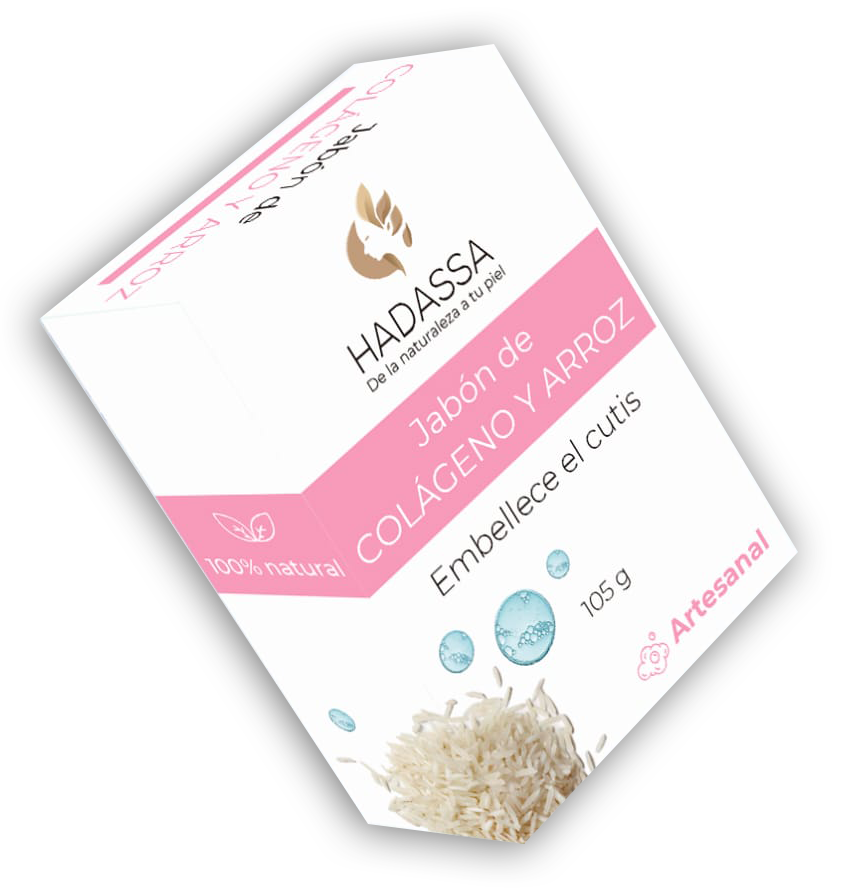 Jabón de
COLÁGENO Y ARROZ
HADASSA
De la naturaleza a tu piel
Jabón de
COLÁGENO Y ARROZ
100% natural
Embellece el cutis
105 g
Artesanal